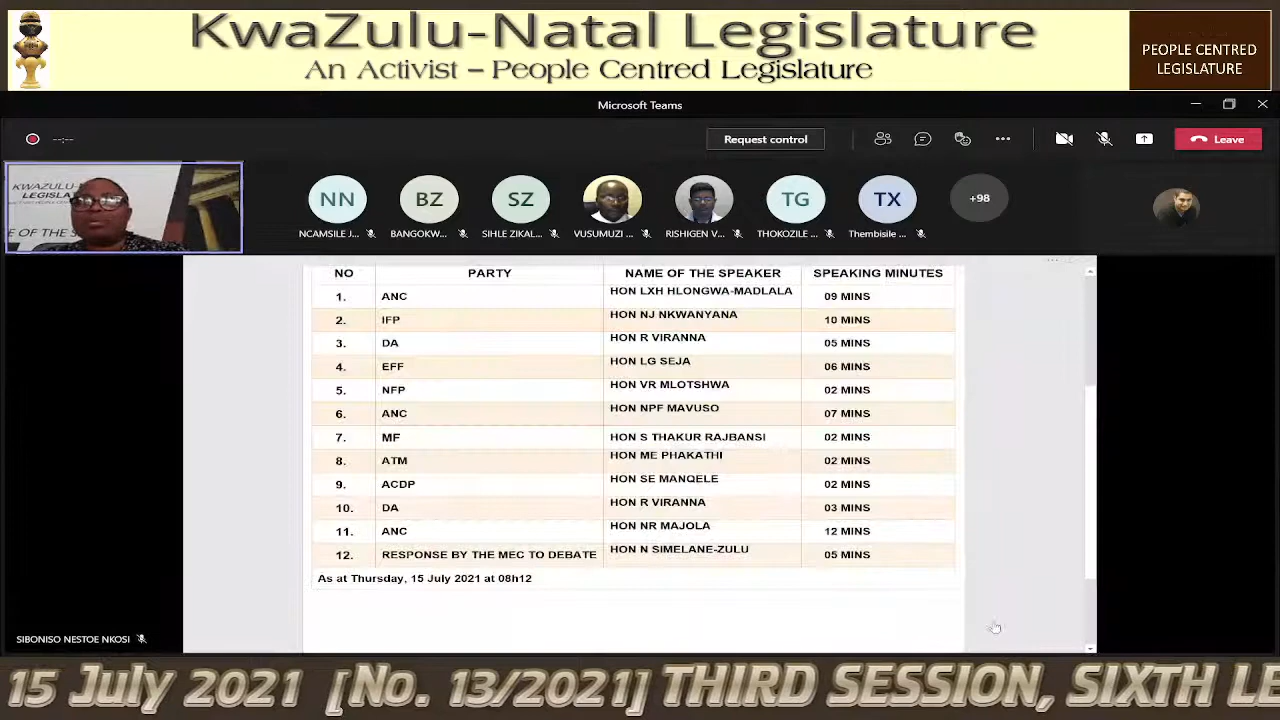 KwaZulu-Natal Legislature
An Activist – People Centred Legislature
PEOPLE CENTRED
LEGISLATURE
Microsoft Teams
--:--
Request control
Leave
KWAZULU-
LEGISLA
E OF THE S
NN
BZ
SZ
TG
TX
+98
NCAMSILE J...
BANGOKW...
SIHLE ZIKAL...
VUSUMUZI ...
RISHIGEN V...
THOKOZILE ...
Thembisile ...
NO PARTY NAME OF THE SPEAKER SPEAKING MINUTES
1. ANC HON LXH HLONGWA-MADLALA 09 MINS
2. IFP HON NJ NKWANYANA 10 MINS
3. DA HON R VIRANNA 05 MINS
4. EFF HON LG SEJA 06 MINS
5. NFP HON VR MLOTSHWA 02 MINS
6. ANC HON NPF MAVUSO 07 MINS
7. MF HON S THAKUR RAJBANSI 02 MINS
8. ATM HON ME PHAKATHI 02 MINS
9. ACDP HON SE MANQELE 02 MINS
10. DA HON R VIRANNA 03 MINS
11. ANC HON NR MAJOLA 12 MINS
12. RESPONSE BY THE MEC TO DEBATE HON N SIMELANE-ZULU 05 MINS
As at Thursday, 15 July 2021 at 08h12
SIBONISO NESTOE NKOSI
15 July 2021 [No. 13/2021] THIRD SESSION, SIXTH LE